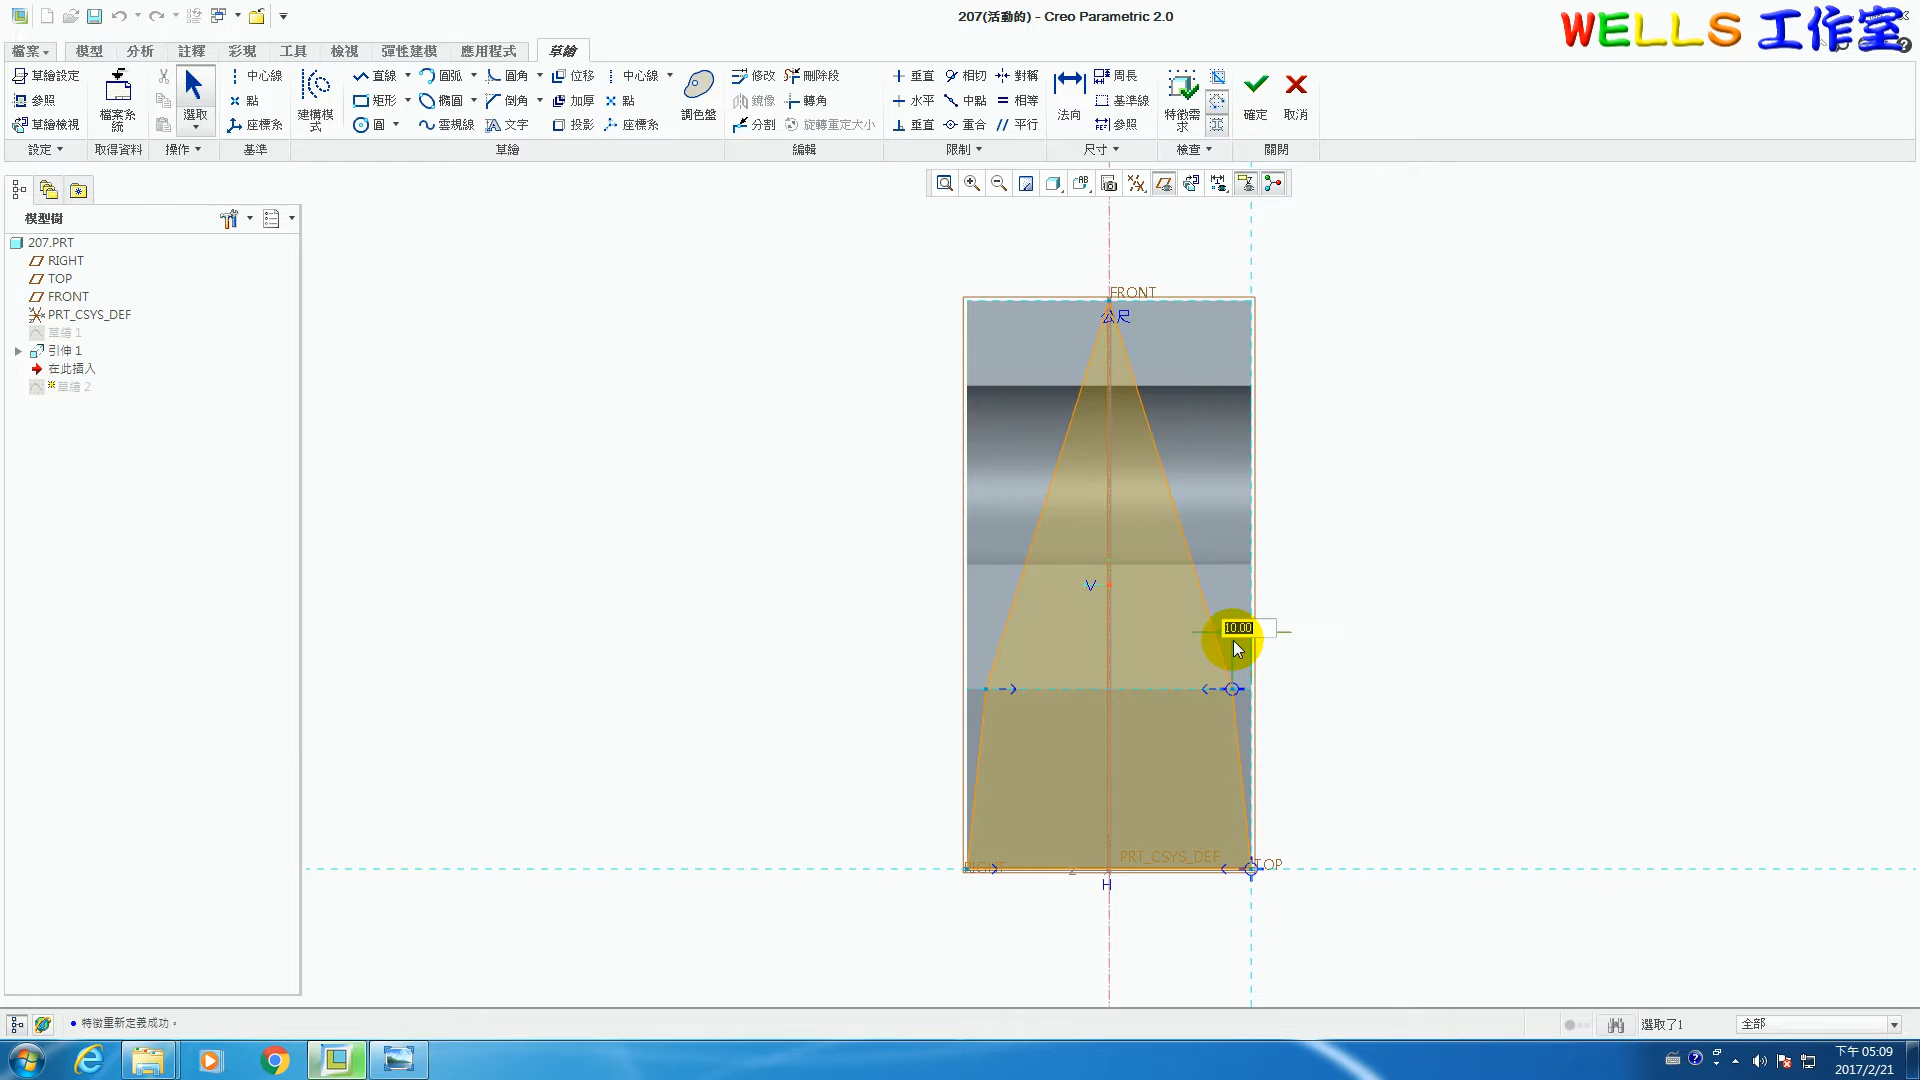 207(活動的) - Creo Parametric 2.0
WELLS 工作室
檔案 模型 分析 註釋 彩現 工具 檢視 彈性建模 應用程式 草繪
草繪設定 中心線 直線 圓弧 圓角 位移 中心線 修改 刪除段 垂直 相切 對稱 周長
參照 點 矩形 橢圓 倒角 加厚 點 鏡像 轉角 水平 中點 相等 基準線
草繪檢視 座標系 圓 雲規線 文字 投影 座標系 分割 旋轉重定大小 垂直 重合 平行 參照
檔案系統 選取 建構模式 調色盤 法向 特徵需求 確定 取消
設定 取得資料 操作 基準 草繪 編輯 限制 尺寸 檢查 關閉
模型樹
207.PRT
RIGHT
TOP
FRONT
PRT_CSYS_DEF
草繪 1
引伸 1
在此插入
草繪 2
FRONT
公尺
V
10.00
PRT_CSYS_DEF
RIGHT
TOP
Z
H
特徵重新定義成功。
選取了1
全部
下午 05:09
2017/2/21